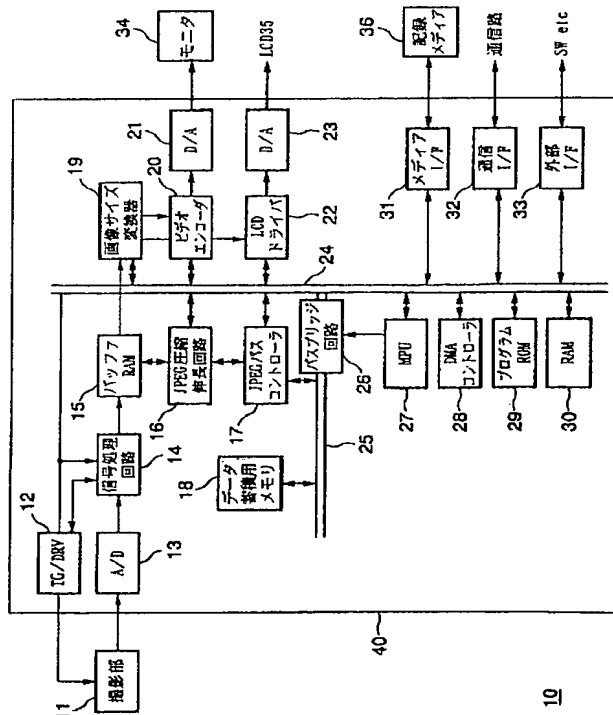 34
モニタ
LCD35
36
記録
メディア
通信路
SW etc
21
D/A
23
D/A
19
画像サイズ
変換器
20
ビデオ
エンコーダ
22
LCD
ドライバ
31
メディア
I/F
32
通信
I/F
33
外部
I/F
24
15
バッファ
RAM
16
JPEG圧縮
伸長回路
17
JPEGバス
コントローラ
バスブリッジ
回路
26
MPU
27
DMA
コントローラ
28
プログラム
ROM
29
RAM
30
12
TG/DRV
信号処理
回路
14
A/D
13
18
データ
蓄積用
メモリ
25
11
撮影部
40
10